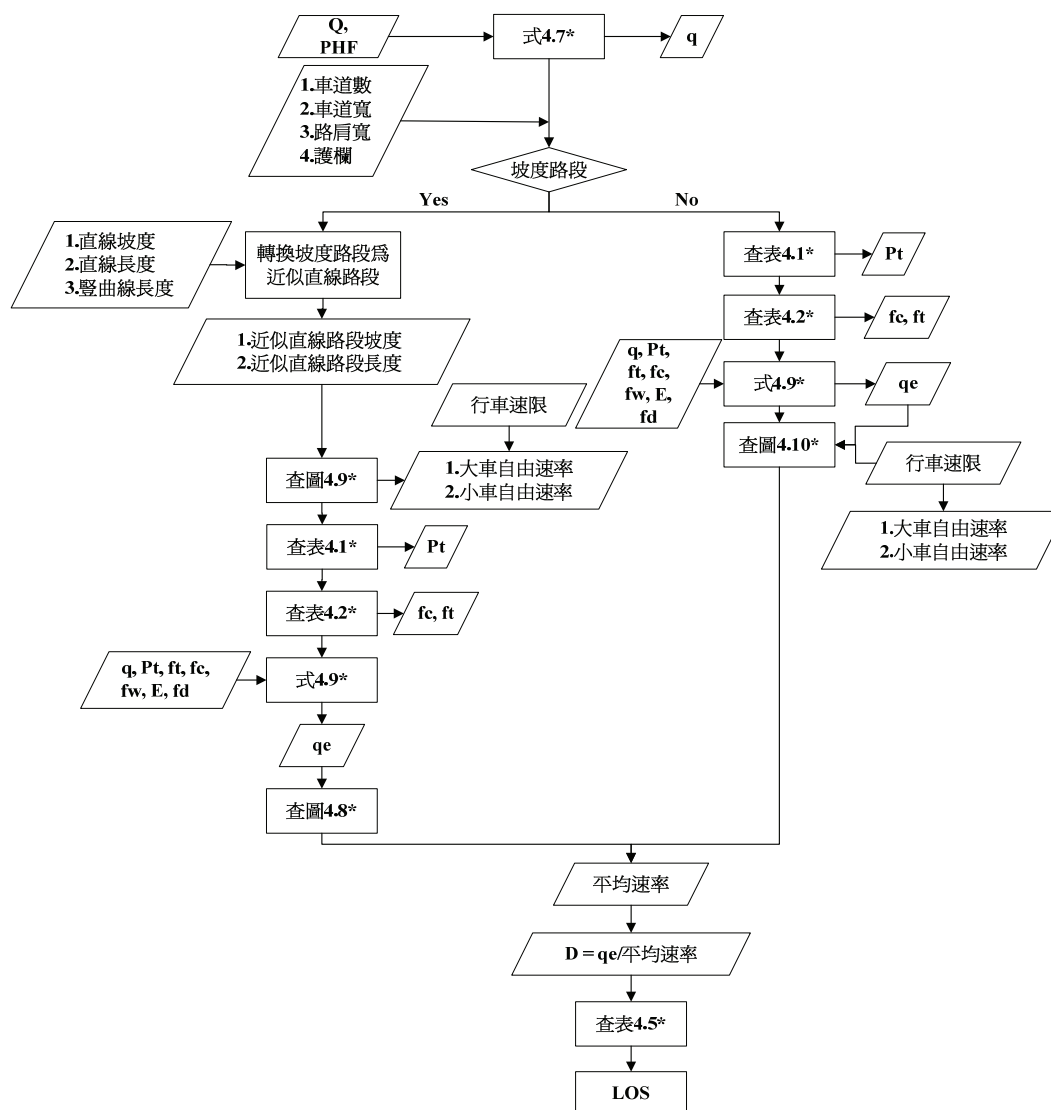 Q,
PHF
式4.7*
q
1.車道數
2.車道寬
3.路肩寬
4.護欄
坡度路段
Yes
No
1.直線坡度
2.直線長度
3.豎曲線長度
轉換坡度路段爲
近似直線路段
1.近似直線路段坡度
2.近似直線路段長度
行車速限
查圖4.9*
1.大車自由速率
2.小車自由速率
查表4.1*
Pt
查表4.2*
fc, ft
q, Pt, ft, fc,
fw, E, fd
式4.9*
qe
查圖4.8*
查表4.1*
Pt
查表4.2*
fc, ft
q, Pt,
ft, fc,
fw, E,
fd
式4.9*
qe
查圖4.10*
行車速限
1.大車自由速率
2.小車自由速率
平均速率
D = qe/平均速率
查表4.5*
LOS